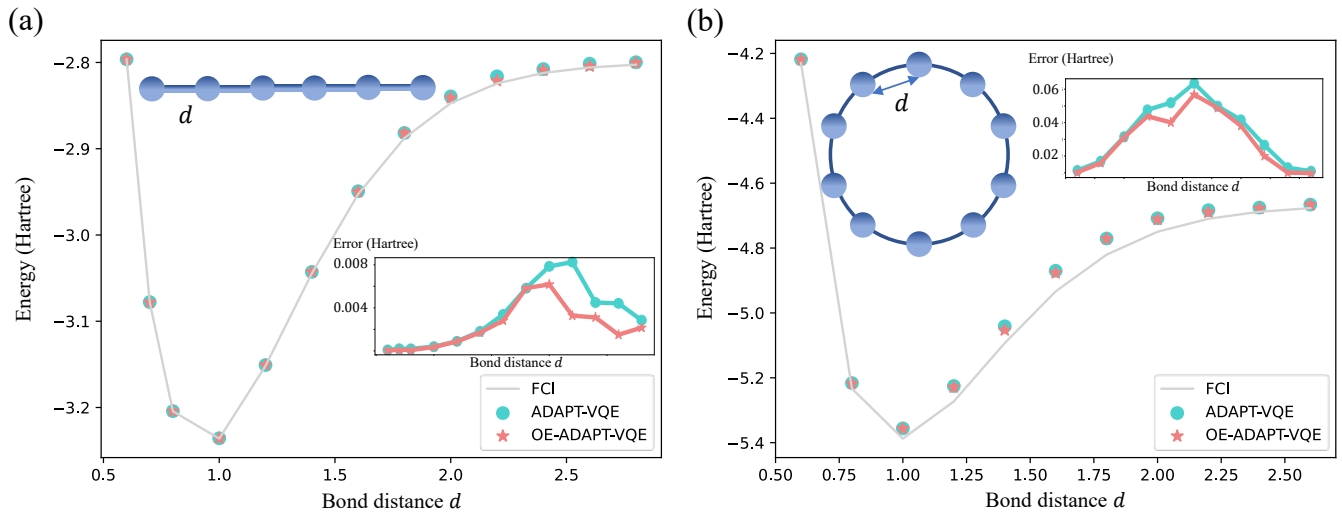 (a)
Energy (Hartree)
−2.8
−2.9
−3.0
−3.1
−3.2
d
Error (Hartree)
0.008
0.004
Bond distance d
FCI
ADAPT-VQE
OE-ADAPT-VQE
0.5 1.0 1.5 2.0 2.5
Bond distance d
(b)
Energy (Hartree)
−4.2
−4.4
−4.6
−4.8
−5.0
−5.2
−5.4
d
Error (Hartree)
0.06
0.04
0.02
Bond distance d
FCI
ADAPT-VQE
OE-ADAPT-VQE
0.50 0.75 1.00 1.25 1.50 1.75 2.00 2.25 2.50
Bond distance d